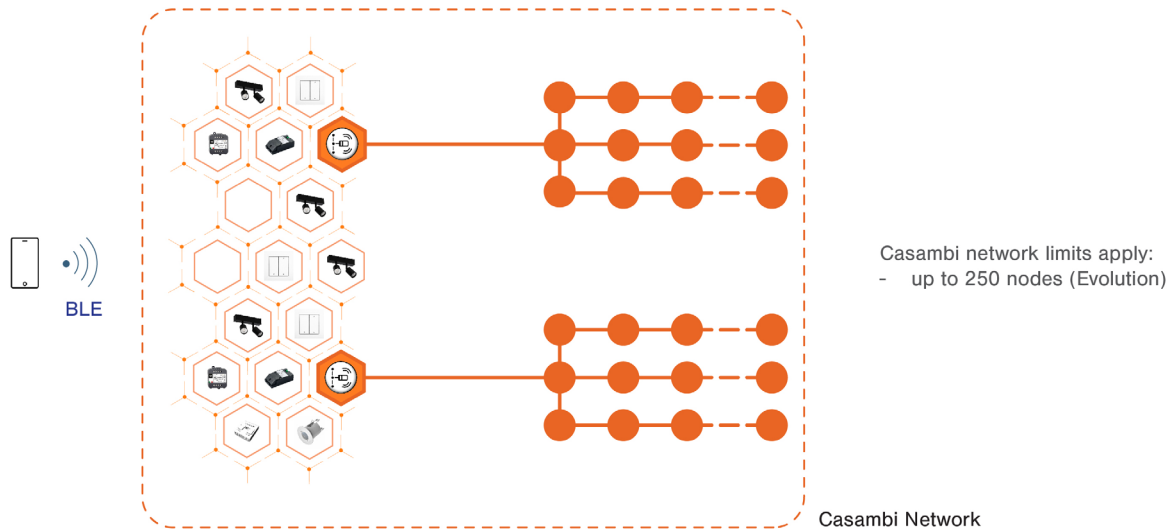 BLE
Casambi network limits apply:
- up to 250 nodes (Evolution)
Casambi Network